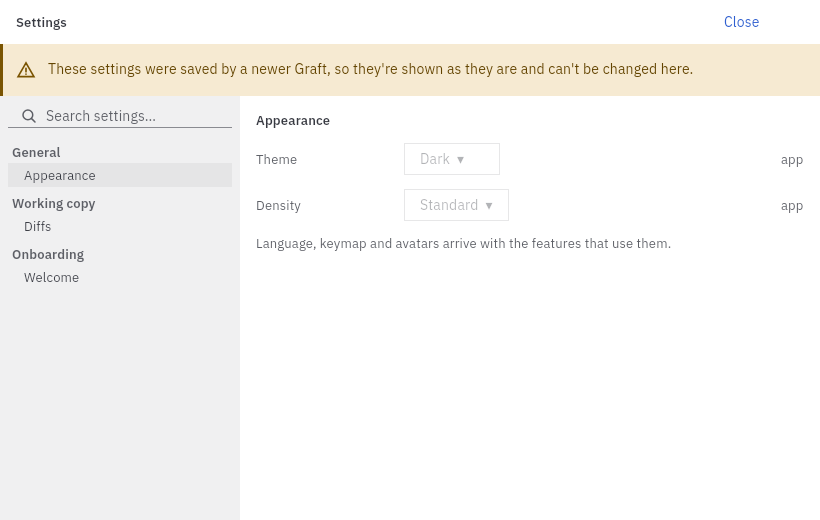 Settings
Close
These settings were saved by a newer Graft, so they're shown as they are and can't be changed here.
Search settings...
General
Appearance
Working copy
Diffs
Onboarding
Welcome
Appearance
Theme
Dark ▾
app
Density
Standard ▾
app
Language, keymap and avatars arrive with the features that use them.